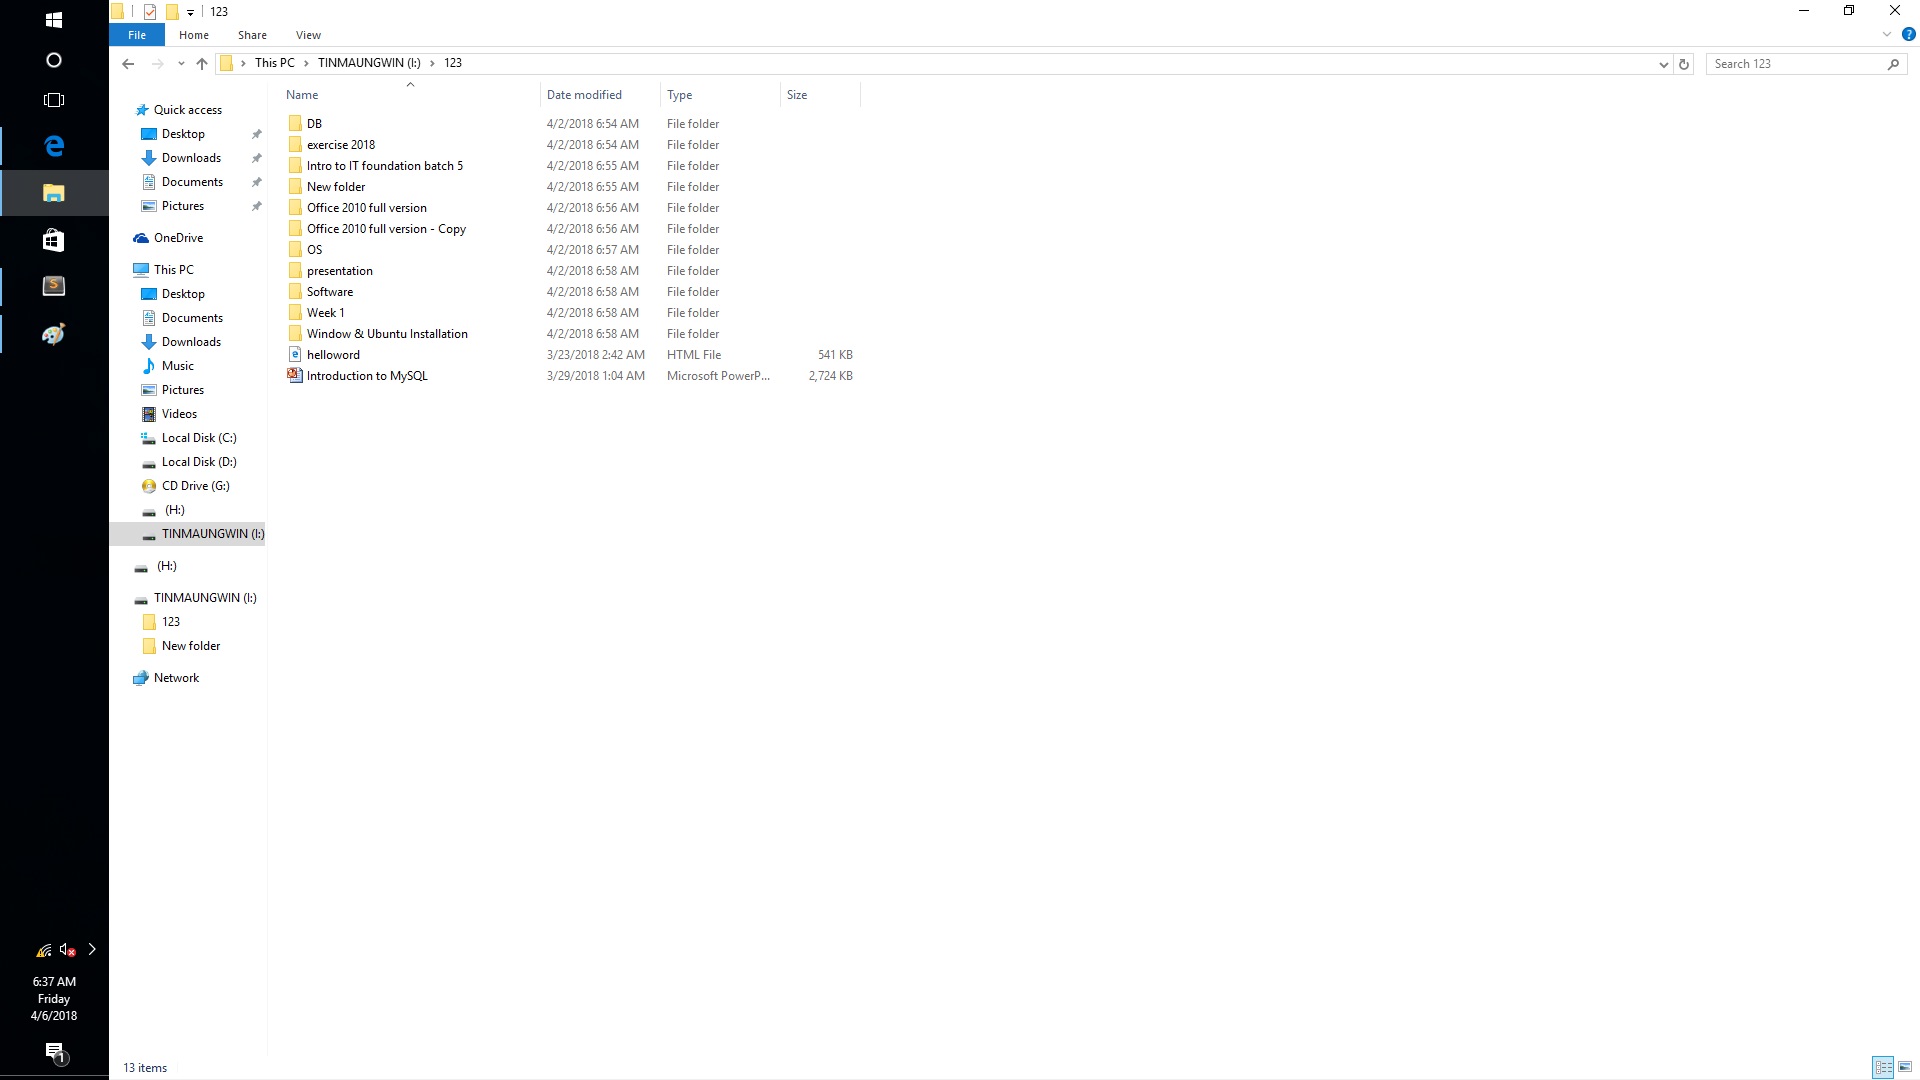 123
File Home Share View
This PC TINMAUNGWIN (I:) 123
Search 123
Name Date modified Type Size
Quick access
Desktop
Downloads
Documents
Pictures
OneDrive
This PC
Desktop
Documents
Downloads
Music
Pictures
Videos
Local Disk (C:)
Local Disk (D:)
CD Drive (G:)
(H:)
TINMAUNGWIN (I:)
(H:)
TINMAUNGWIN (I:)
123
New folder
Network
DB 4/2/2018 6:54 AM File folder
exercise 2018 4/2/2018 6:54 AM File folder
Intro to IT foundation batch 5 4/2/2018 6:55 AM File folder
New folder 4/2/2018 6:55 AM File folder
Office 2010 full version 4/2/2018 6:56 AM File folder
Office 2010 full version - Copy 4/2/2018 6:56 AM File folder
OS 4/2/2018 6:57 AM File folder
presentation 4/2/2018 6:58 AM File folder
Software 4/2/2018 6:58 AM File folder
Week 1 4/2/2018 6:58 AM File folder
Window & Ubuntu Installation 4/2/2018 6:58 AM File folder
helloword 3/23/2018 2:42 AM HTML File 541 KB
Introduction to MySQL 3/29/2018 1:04 AM Microsoft PowerP... 2,724 KB
6:37 AM
Friday
4/6/2018
1
13 items